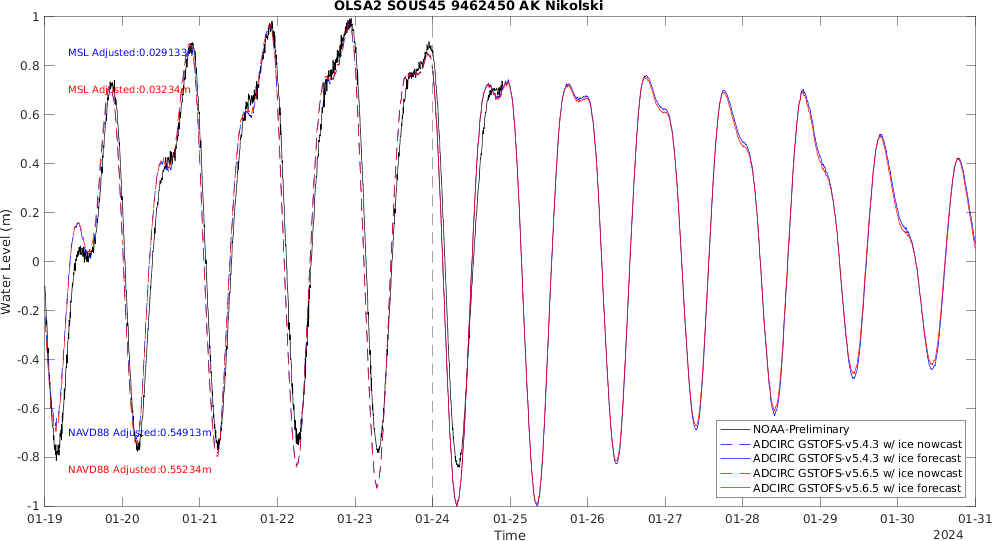 OLSA2 SOUS45 9462450 AK Nikolski
1
0.8
0.6
0.4
0.2
0
-0.2
-0.4
-0.6
-0.8
-1
Water Level (m)
MSL Adjusted:0.029133m
MSL Adjusted:0.03234m
NAVD88 Adjusted:0.54913m
NAVD88 Adjusted:0.55234m
NOAA-Preliminary
ADCIRC GSTOFS-v5.4.3 w/ ice nowcast
ADCIRC GSTOFS-v5.4.3 w/ ice forecast
ADCIRC GSTOFS-v5.6.5 w/ ice nowcast
ADCIRC GSTOFS-v5.6.5 w/ ice forecast
01-19 01-20 01-21 01-22 01-23 01-24 01-25 01-26 01-27 01-28 01-29 01-30 01-31
Time
2024